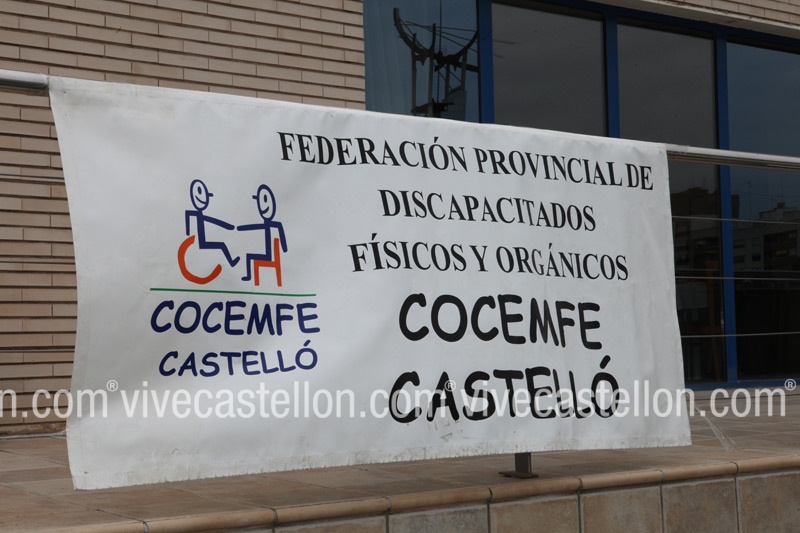 FEDERACIÓN PROVINCIAL DE
DISCAPACITADOS
FÍSICOS Y ORGÁNICOS
COCEMFE
CASTELLÓ
COCEMFE
CASTELLÓ
n.com® vivecastellon.com® vivecastellon.com®